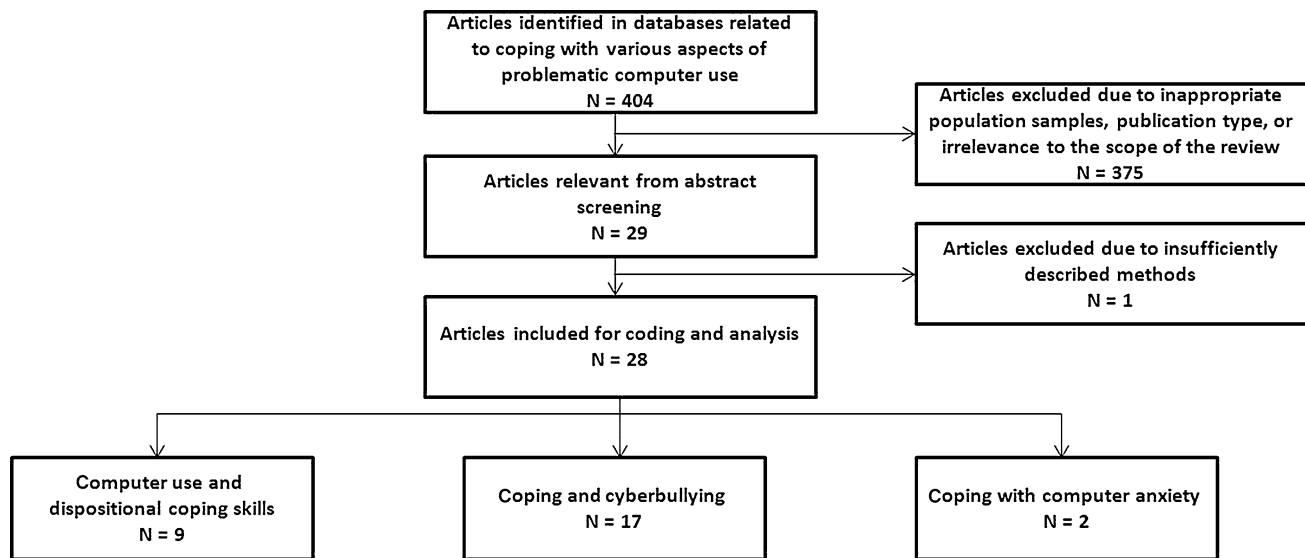 Articles identified in databases related
to coping with various aspects of
problematic computer use
N = 404
Articles excluded due to inappropriate
population samples, publication type, or
irrelevance to the scope of the review
N = 375
Articles relevant from abstract
screening
N = 29
Articles excluded due to insufficiently
described methods
N = 1
Articles included for coding and analysis
N = 28
Computer use and
dispositional coping skills
N = 9
Coping and cyberbullying
N = 17
Coping with computer anxiety
N = 2